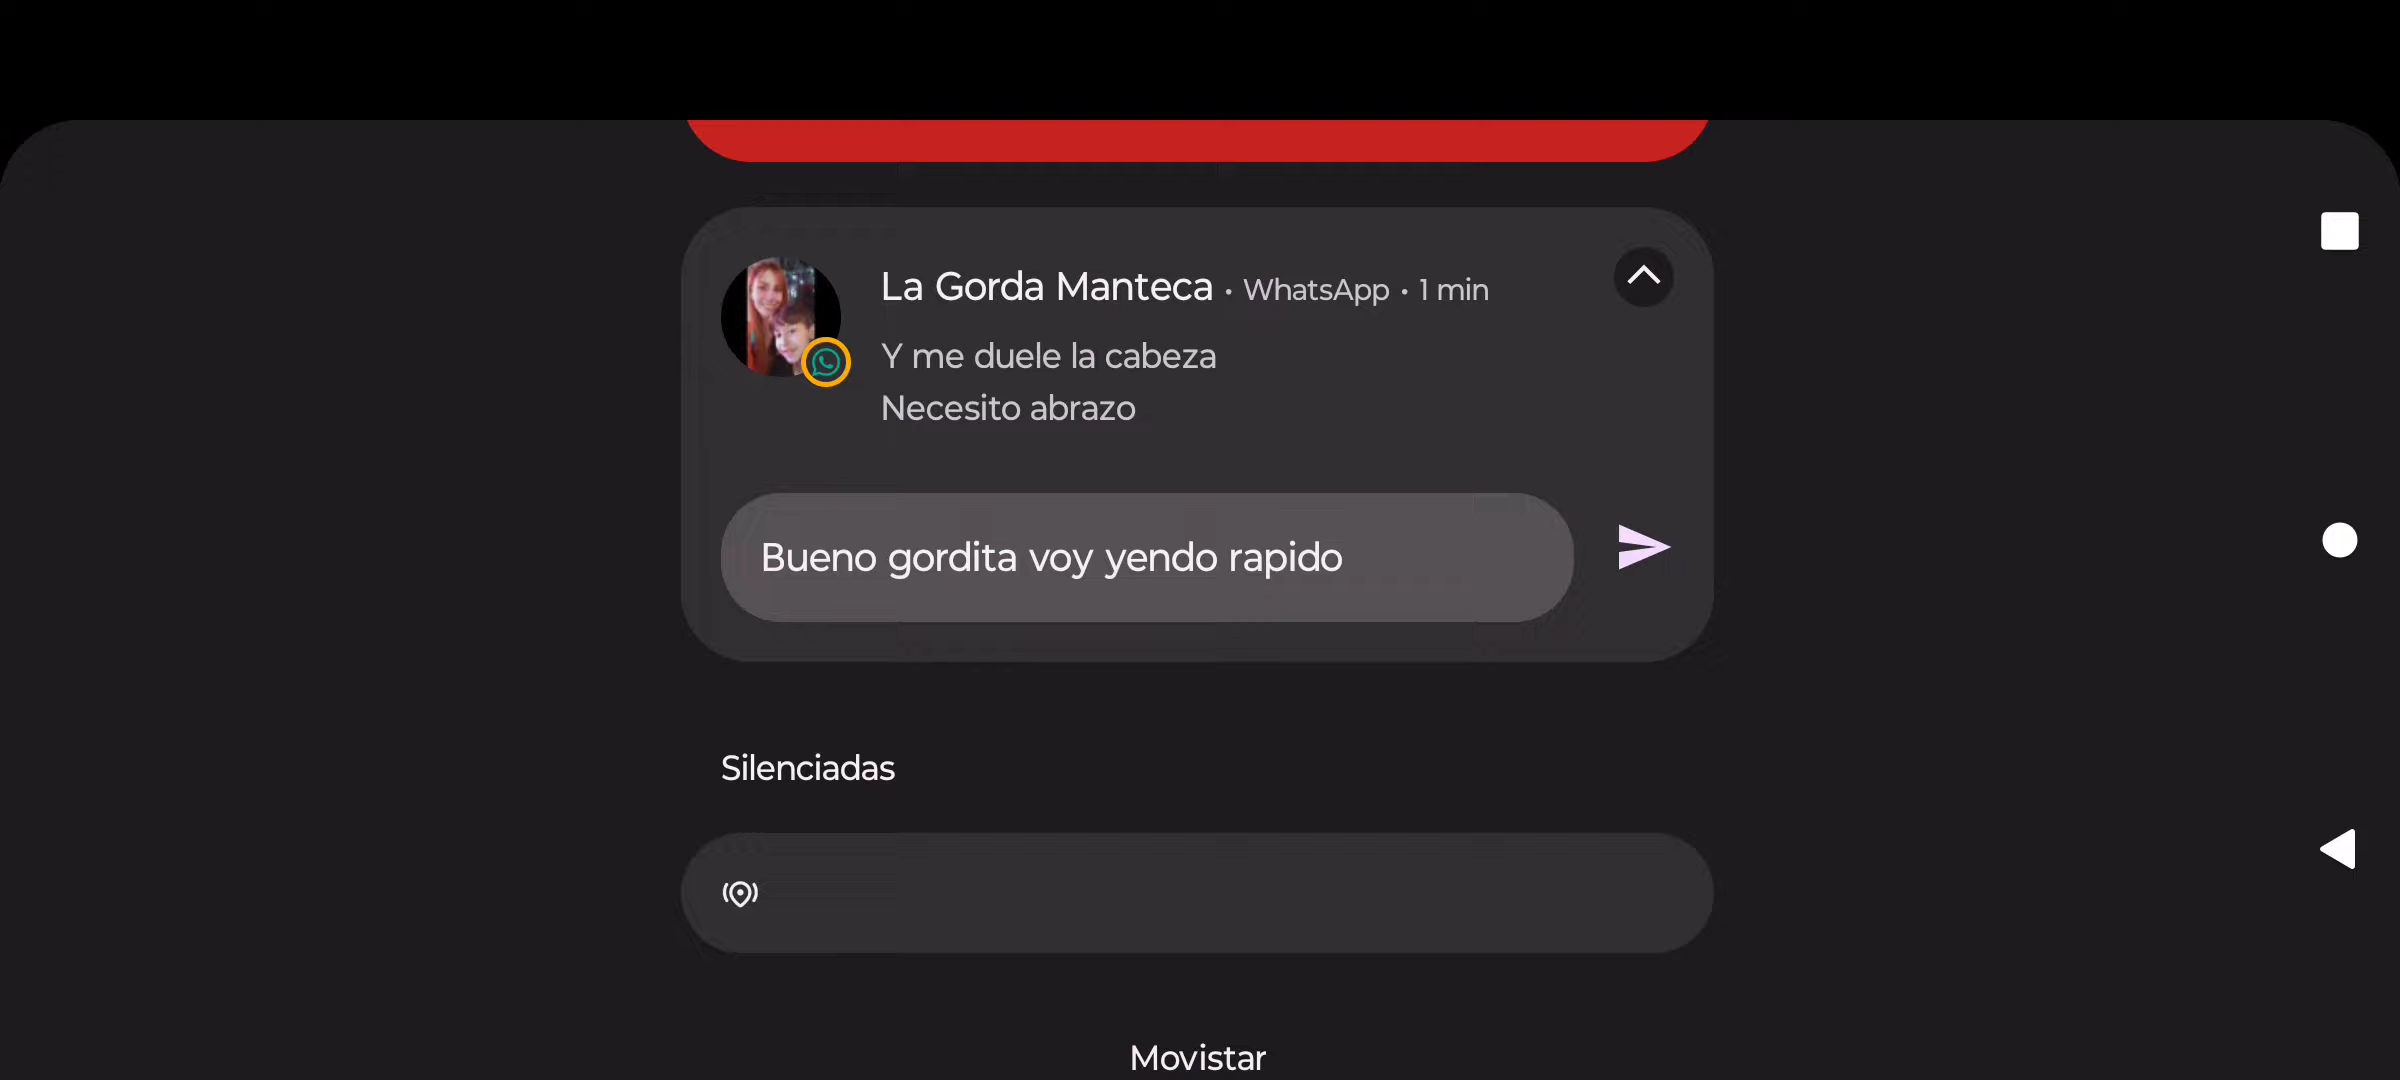 La Gorda Manteca · WhatsApp · 1 min
Y me duele la cabeza
Necesito abrazo
Bueno gordita voy yendo rapido
Silenciadas
Movistar